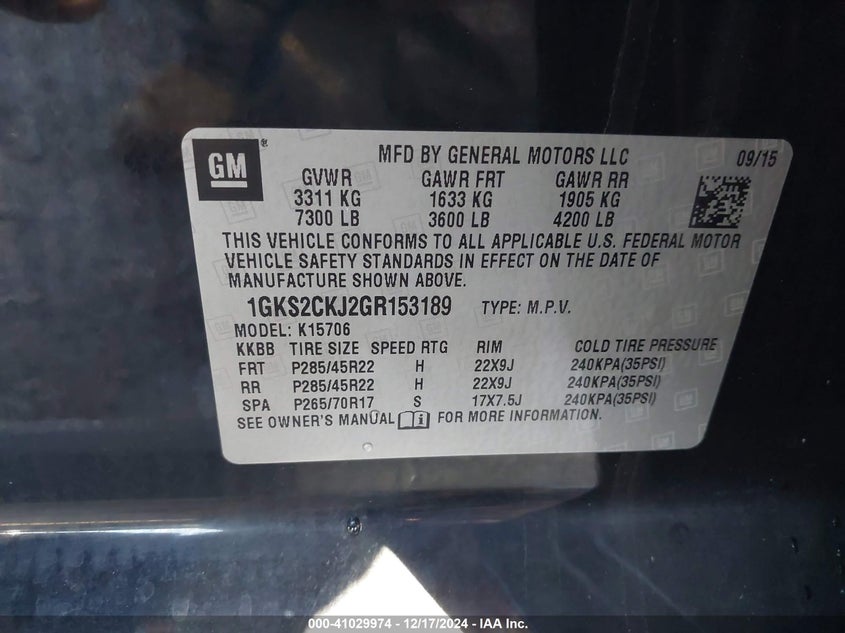 GM ®
MFD BY GENERAL MOTORS LLC 09/15
GVWR GAWR FRT GAWR RR
3311 KG 1633 KG 1905 KG
7300 LB 3600 LB 4200 LB
THIS VEHICLE CONFORMS TO ALL APPLICABLE U.S. FEDERAL MOTOR
VEHICLE SAFETY STANDARDS IN EFFECT ON THE DATE OF
MANUFACTURE SHOWN ABOVE.
1GKS2CKJ2GR153189 TYPE: M.P.V.
MODEL: K15706
KKBB TIRE SIZE SPEED RTG RIM COLD TIRE PRESSURE
FRT P285/45R22 H 22X9J 240KPA(35PSI)
RR P285/45R22 H 22X9J 240KPA(35PSI)
SPA P265/70R17 S 17X7.5J 240KPA(35PSI)
SEE OWNER'S MANUAL FOR MORE INFORMATION.
000-41029974 - 12/17/2024 - IAA Inc.